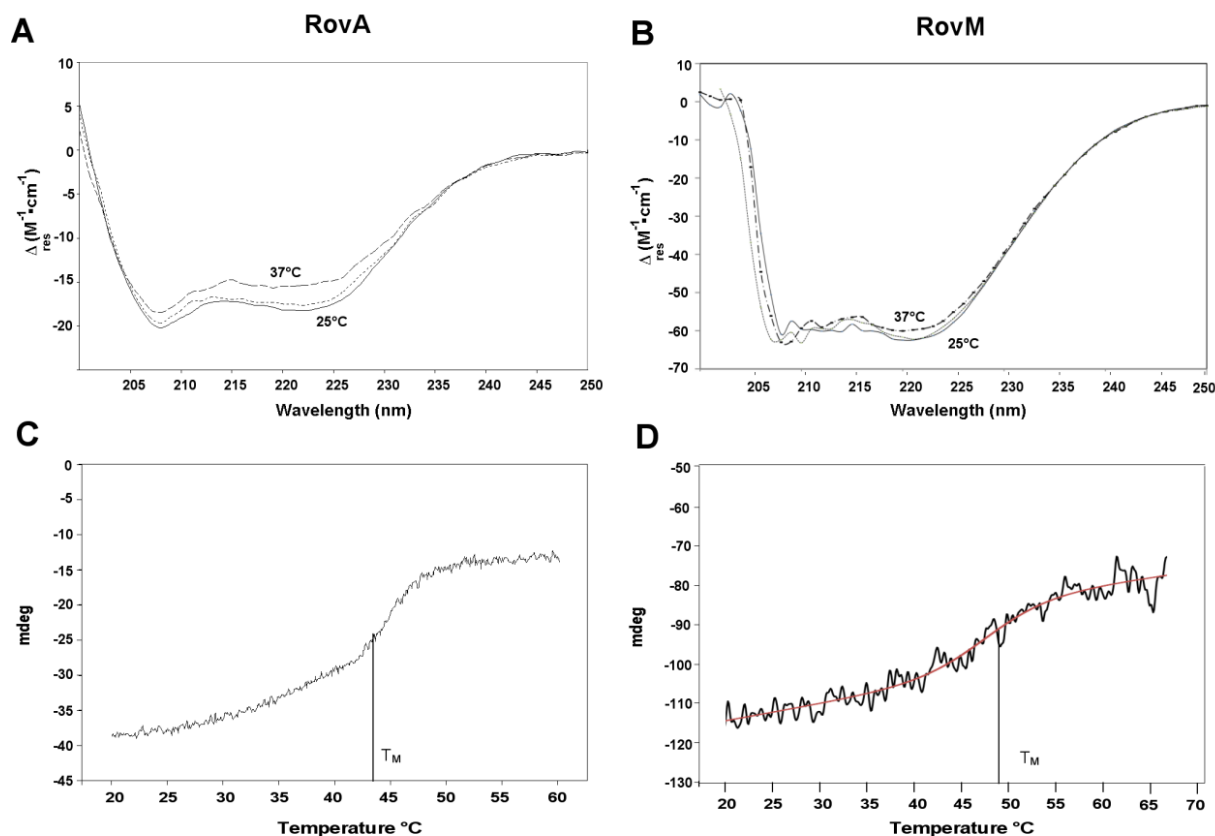 A
RovA
10
5
0
-5
-10
-15
-20
Δ res (M⁻¹·cm⁻¹)
37ºC
25ºC
205 210 215 220 225 230 235 240 245 250
Wavelength (nm)
B
RovM
10
0
-10
-20
-30
-40
-50
-60
-70
Δ res (M⁻¹·cm⁻¹)
37ºC
25ºC
205 210 215 220 225 230 235 240 245 250
Wavelength (nm)
C
0
-5
-10
-15
-20
-25
-30
-35
-40
-45
mdeg
TM
20 25 30 35 40 45 50 55 60
Temperature ºC
D
-50
-60
-70
-80
-90
-100
-110
-120
-130
mdeg
TM
20 25 30 35 40 45 50 55 60 65 70
Temperature ºC